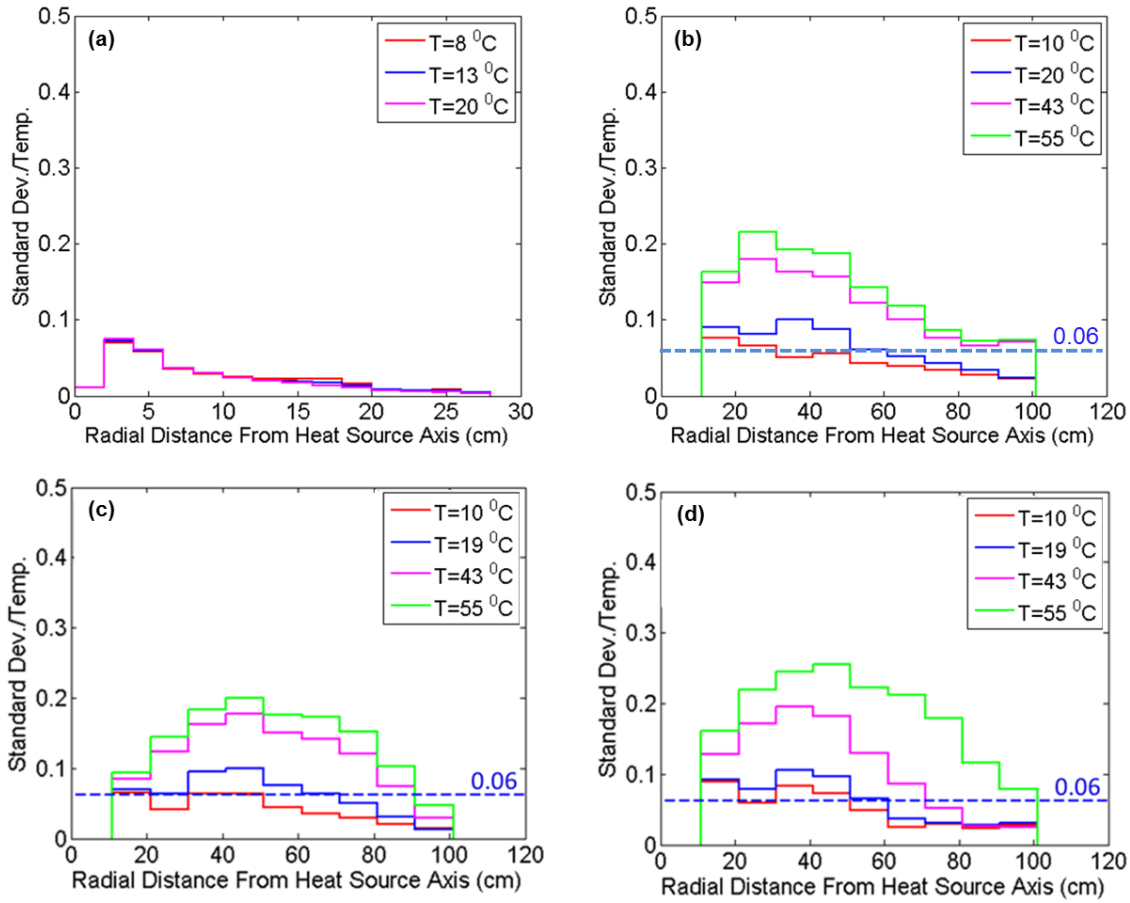 (a)
T=8 ⁰C
T=13 ⁰C
T=20 ⁰C
0.5
0.4
0.3
0.2
0.1
0
0 5 10 15 20 25 30
Standard Dev./Temp.
Radial Distance From Heat Source Axis (cm)
(b)
T=10 ⁰C
T=20 ⁰C
T=43 ⁰C
T=55 ⁰C
0.06
0.5
0.4
0.3
0.2
0.1
0
0 20 40 60 80 100 120
Standard Dev./Temp.
Radial Distance From Heat Source Axis (cm)
(c)
T=10 ⁰C
T=19 ⁰C
T=43 ⁰C
T=55 ⁰C
0.06
0.5
0.4
0.3
0.2
0.1
0
0 20 40 60 80 100 120
Standard Dev./Temp.
Radial Distance From Heat Source Axis (cm)
(d)
T=10 ⁰C
T=19 ⁰C
T=43 ⁰C
T=55 ⁰C
0.06
0.5
0.4
0.3
0.2
0.1
0
0 20 40 60 80 100 120
Standard Dev./Temp.
Radial Distance From Heat Source Axis (cm)